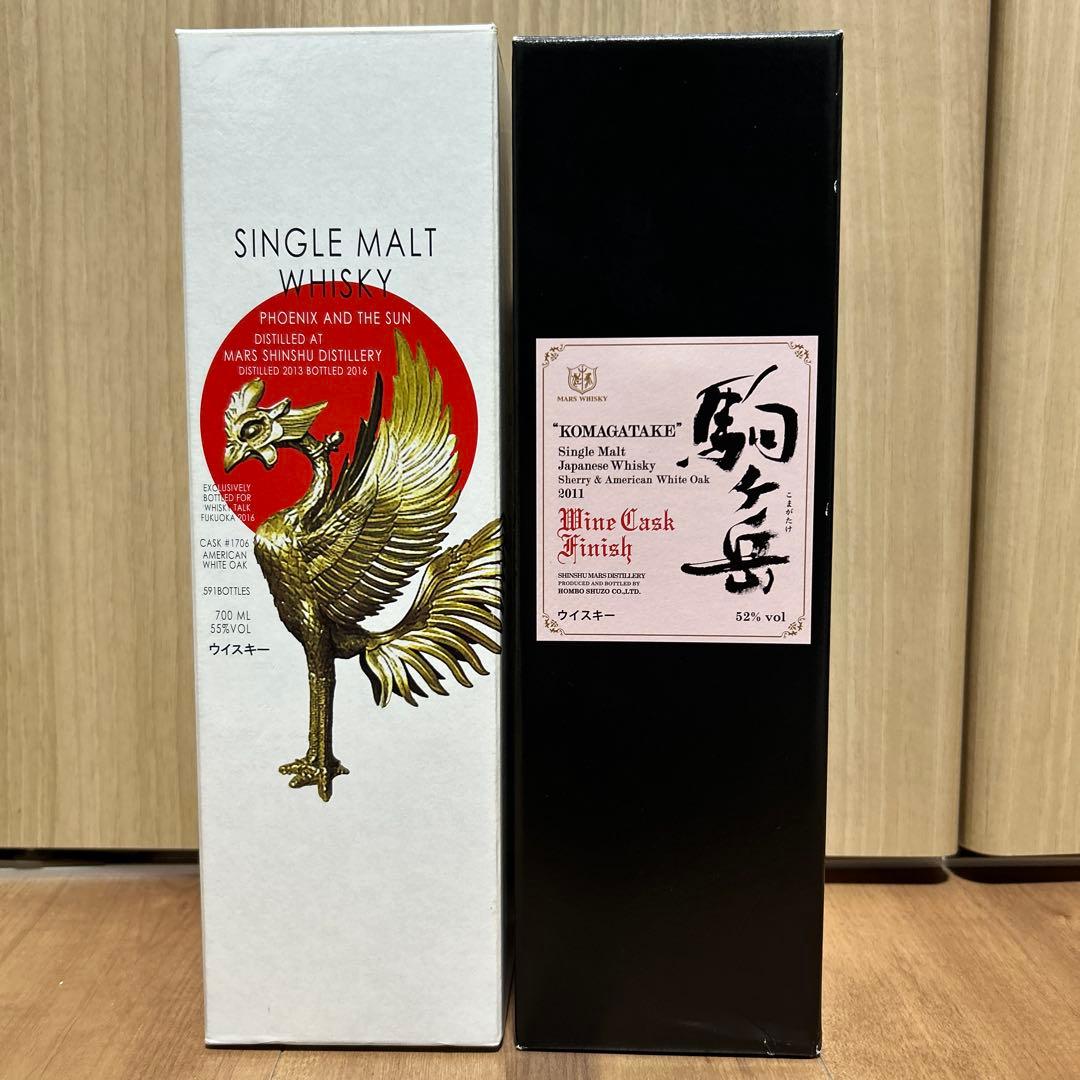 SINGLE MALT
WHISKY
PHOENIX AND THE SUN
DISTILLED AT
MARS SHINSHU DISTILLERY
DISTILLED 2013 BOTTLED 2016
EXCLUSIVELY
BOTTLED FOR
WHISKY TALK
FUKUOKA 2016
CASK #1706
AMERICAN
WHITE OAK
591BOTTLES
700 ML
55%VOL
ウイスキー
MARS WHISKY
"KOMAGATAKE"
Single Malt
Japanese Whisky
Sherry & American White Oak
2011
Wine Cask
Finish
SHINSHU MARS DISTILLERY
PRODUCED AND BOTTLED BY
HOMBO SHUZO CO.,LTD.
ウイスキー
52% vol
駒ヶ岳
こまがたけ